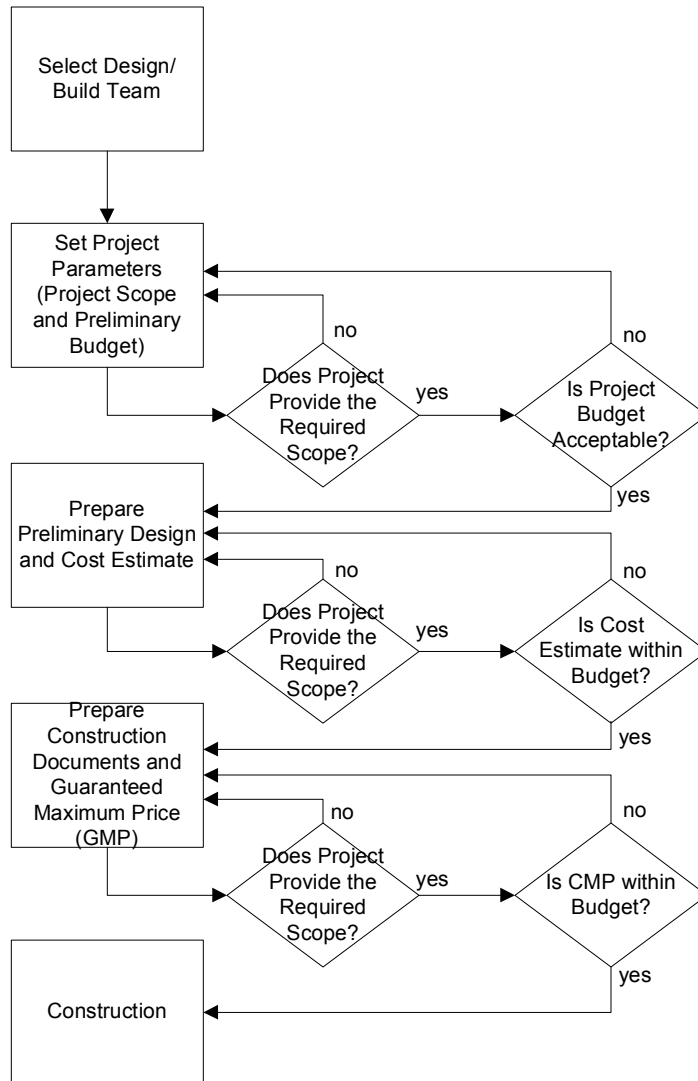 Select Design/
Build Team
Set Project
Parameters
(Project Scope
and Preliminary
Budget)
no
no
Does Project
Provide the
Required
Scope?
yes
Is Project
Budget
Acceptable?
yes
Prepare
Preliminary Design
and Cost Estimate
no
no
Does Project
Provide the
Required
Scope?
yes
Is Cost
Estimate within
Budget?
yes
Prepare
Construction
Documents and
Guaranteed
Maximum Price
(GMP)
no
no
Does Project
Provide the
Required
Scope?
yes
Is CMP within
Budget?
yes
Construction